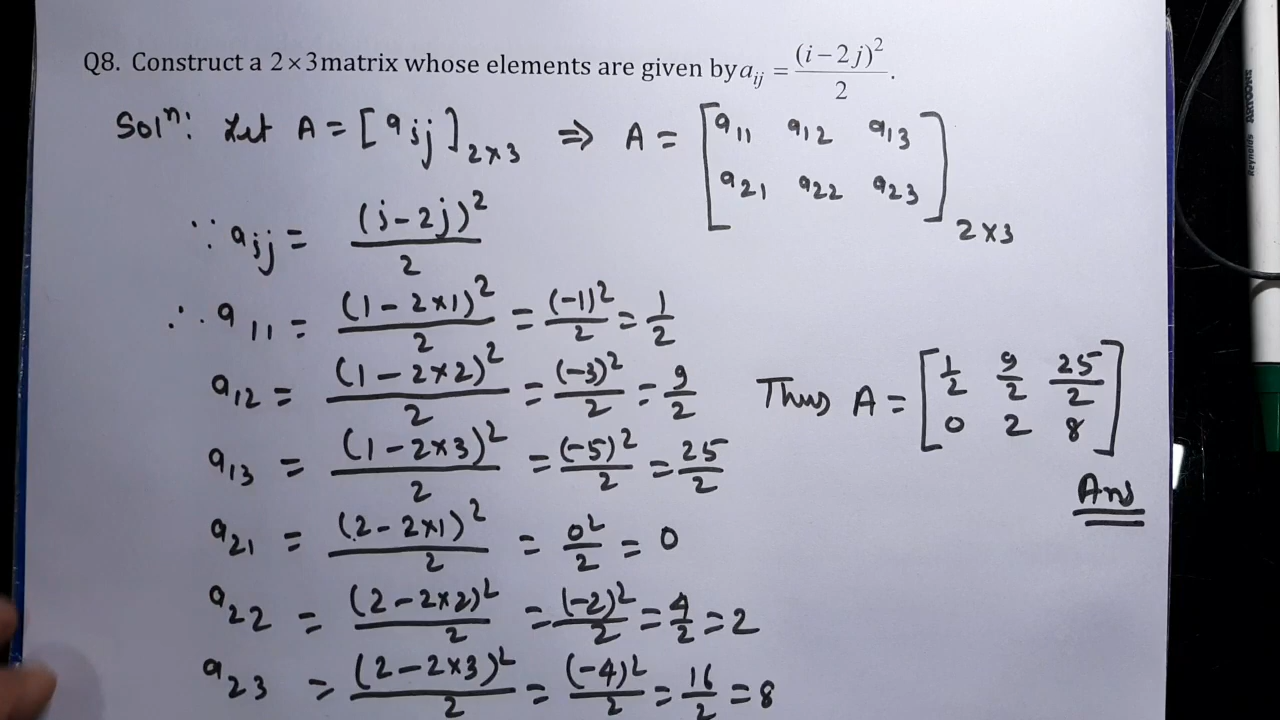 Q8. Construct a 2×3 matrix whose elements are given by a_ij = (i−2j)²/2.
Solⁿ: Let A = [a_ij]_2×3 ⇒ A = [a11 a12 a13
a21 a22 a23]_2×3
∵ a_ij = (i−2j)²/2
∴ a11 = (1−2×1)²/2 = (−1)²/2 = 1/2
a12 = (1−2×2)²/2 = (−3)²/2 = 9/2
Thus A = [1/2 9/2 25/2
0 2 8]
a13 = (1−2×3)²/2 = (−5)²/2 = 25/2
Ans
a21 = (2−2×1)²/2 = 0²/2 = 0
a22 = (2−2×2)²/2 = (−2)²/2 = 4/2 = 2
a23 = (2−2×3)²/2 = (−4)²/2 = 16/2 = 8
Reynolds